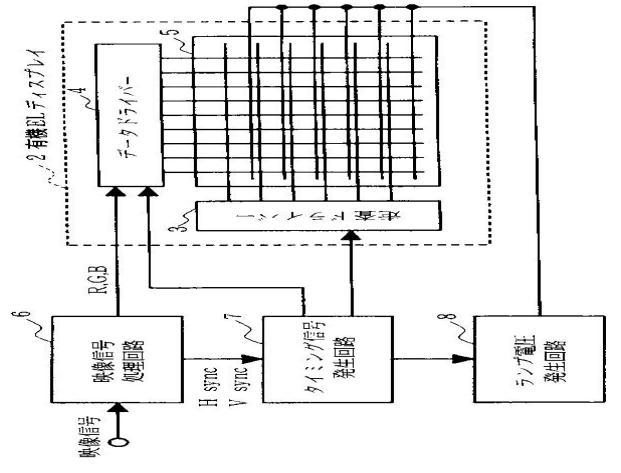 2 有機ELディスプレイ
4
データドライバー
5
3
走査ドライバー
R,G,B
6
映像信号
処理回路
映像信号
H sync
V sync
7
タイミング信号
発生回路
8
ランプ電圧
発生回路